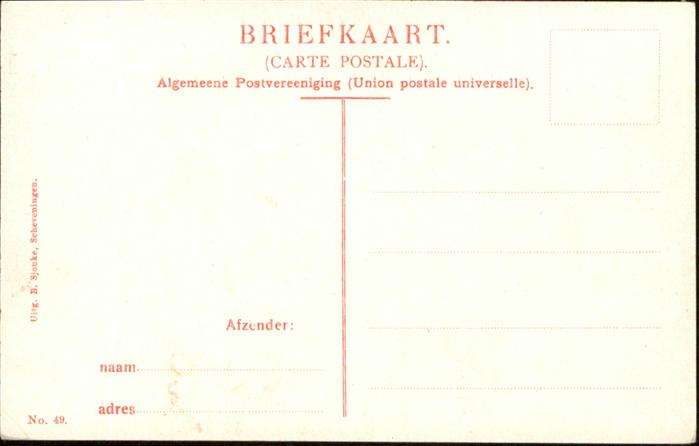 BRIEFKAART.
(CARTE POSTALE).
Algemeene Postvereeniging (Union postale universelle).
Uitg. B. Sjouke, Scheveningen.
Afzender:
naam
adres
No. 49.